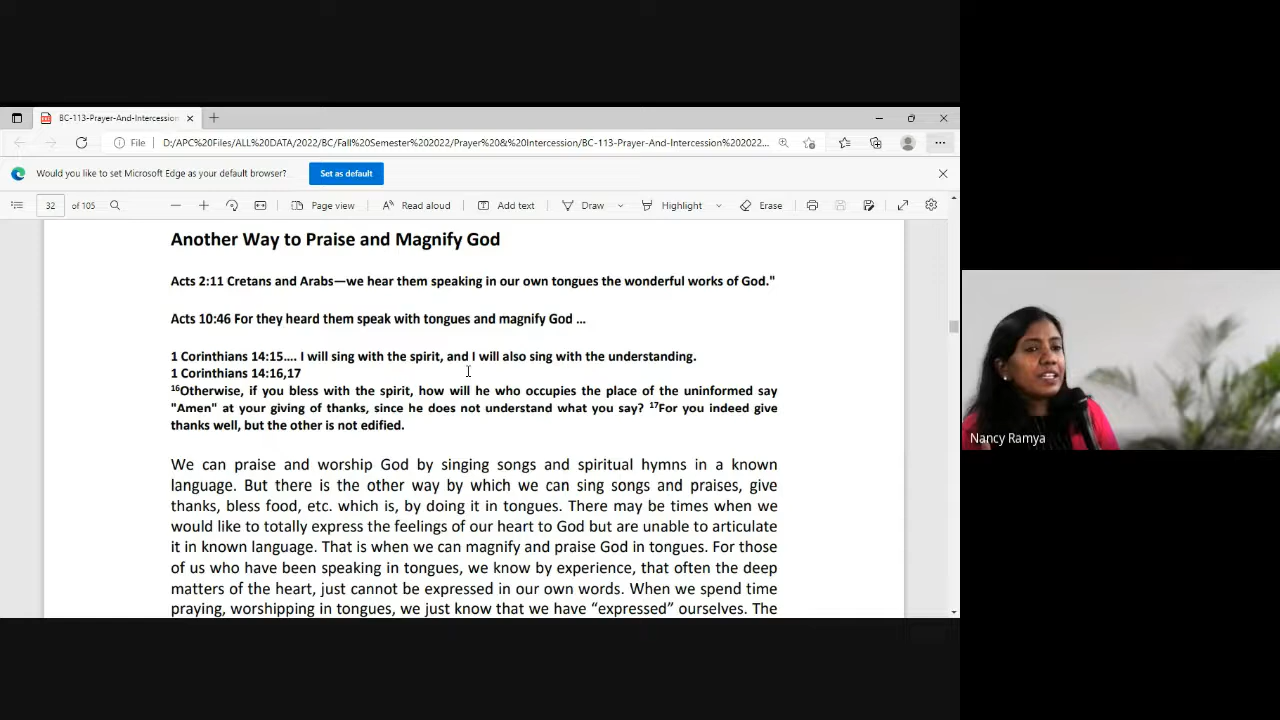 BC-113-Prayer-And-Intercession
File D:/APC%20Files/ALL%20DATA/2022/BC/Fall%20Semester%202022/Prayer%20&%20Intercession/BC-113-Prayer-And-Intercession%202022...
Would you like to set Microsoft Edge as your default browser? Set as default
32 of 105 Page view Read aloud Add text Draw Highlight Erase
Another Way to Praise and Magnify God
Acts 2:11 Cretans and Arabs—we hear them speaking in our own tongues the wonderful works of God."
Acts 10:46 For they heard them speak with tongues and magnify God ...
1 Corinthians 14:15.... I will sing with the spirit, and I will also sing with the understanding.
1 Corinthians 14:16,17
16Otherwise, if you bless with the spirit, how will he who occupies the place of the uninformed say
"Amen" at your giving of thanks, since he does not understand what you say? 17For you indeed give
thanks well, but the other is not edified.
We can praise and worship God by singing songs and spiritual hymns in a known
language. But there is the other way by which we can sing songs and praises, give
thanks, bless food, etc. which is, by doing it in tongues. There may be times when we
would like to totally express the feelings of our heart to God but are unable to articulate
it in known language. That is when we can magnify and praise God in tongues. For those
of us who have been speaking in tongues, we know by experience, that often the deep
matters of the heart, just cannot be expressed in our own words. When we spend time
praying, worshipping in tongues, we just know that we have “expressed” ourselves. The
Nancy Ramya